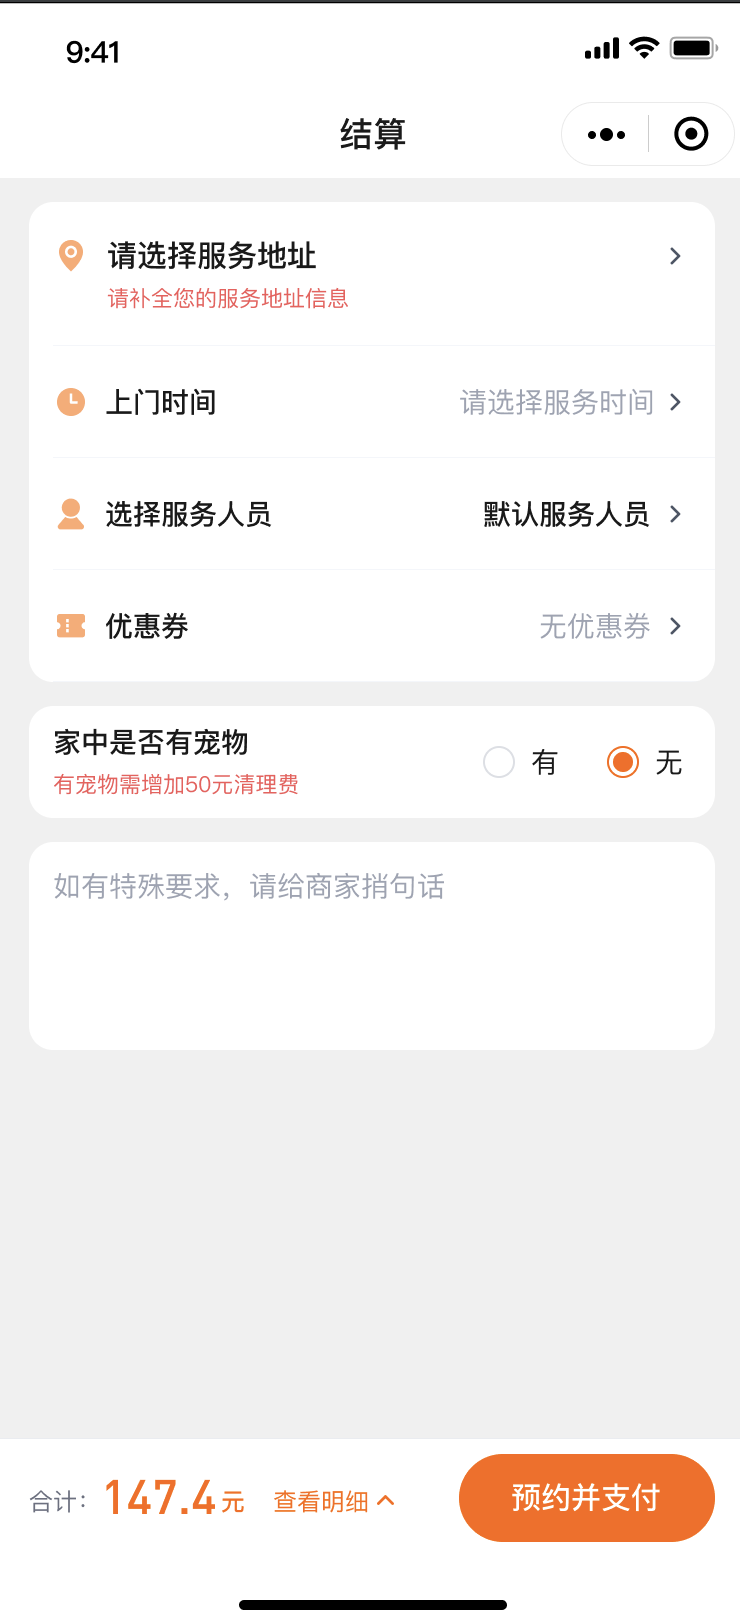 9:41
结算
请选择服务地址
请补全您的服务地址信息
上门时间
请选择服务时间
选择服务人员
默认服务人员
优惠券
无优惠券
家中是否有宠物
有宠物需增加50元清理费
有
无
如有特殊要求，请给商家捎句话
合计：
147.4元
查看明细
预约并支付